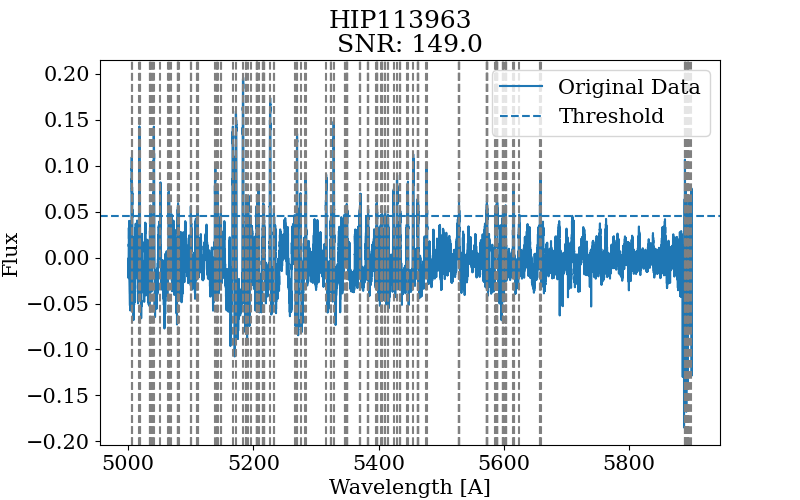 HIP113963
SNR: 149.0
Original Data
Threshold
0.20
0.15
0.10
0.05
0.00
−0.05
−0.10
−0.15
−0.20
Flux
5000 5200 5400 5600 5800
Wavelength [A]